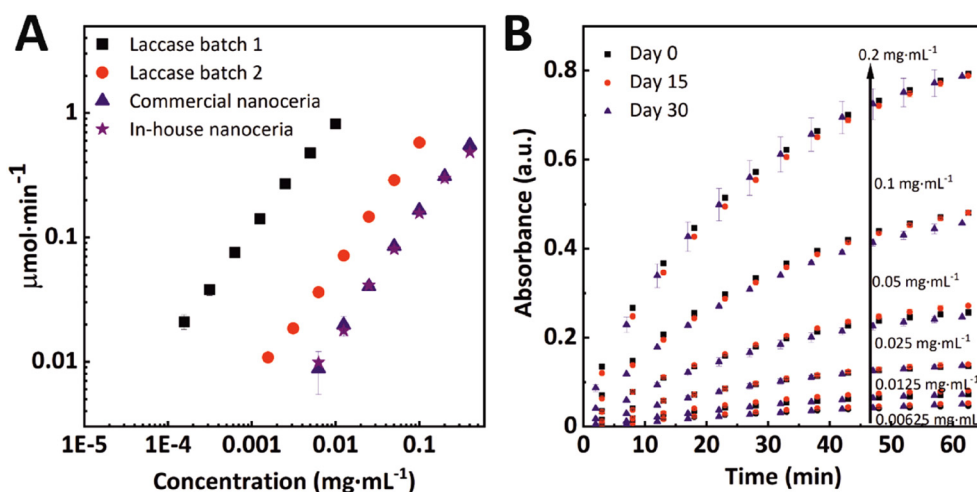 A
Laccase batch 1
Laccase batch 2
Commercial nanoceria
In-house nanoceria
1
0.1
0.01
μmol·min⁻¹
1E-5
0.001
0.01
0.1
Concentration (mg·mL⁻¹)
B
Day 0
Day 15
Day 30
0.2 mg·mL⁻¹
0.1 mg·mL⁻¹
0.05 mg·mL⁻¹
0.025 mg·mL⁻¹
0.0125 mg·mL⁻¹
0.00625 mg·mL⁻¹
0.8
0.6
0.4
0.2
0
Absorbance (a.u.)
0
10
20
30
40
50
60
Time (min)